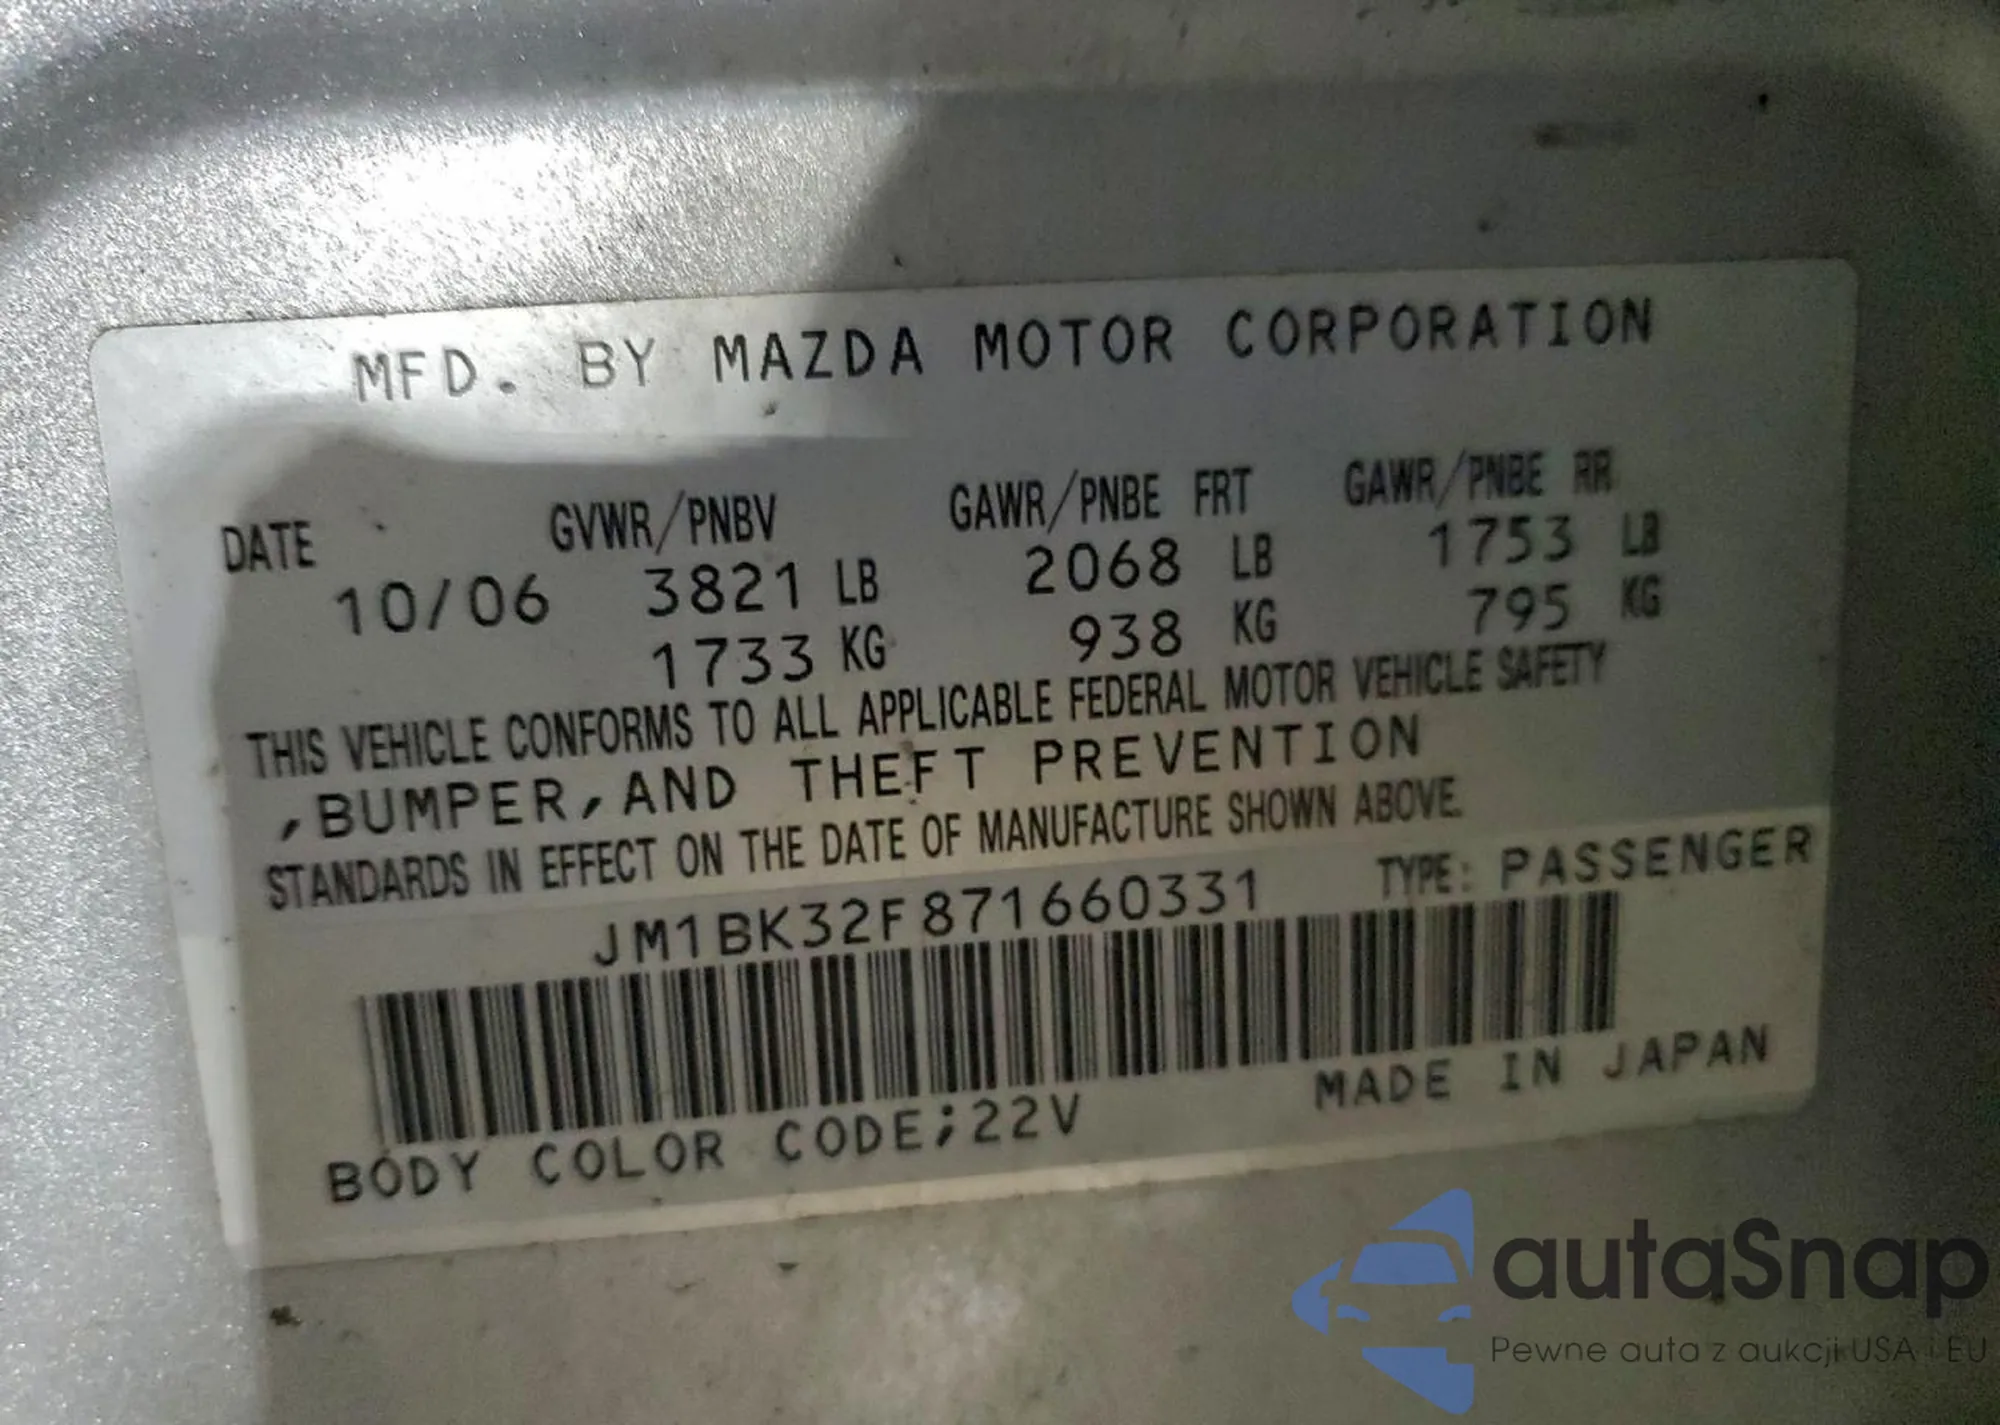 MFD. BY MAZDA MOTOR CORPORATION
DATE GVWR/PNBV GAWR/PNBE FRT GAWR/PNBE RR
10/06 3821 LB 2068 LB 1753 LB
1733 KG 938 KG 795 KG
THIS VEHICLE CONFORMS TO ALL APPLICABLE FEDERAL MOTOR VEHICLE SAFETY
,BUMPER,AND THEFT PREVENTION
STANDARDS IN EFFECT ON THE DATE OF MANUFACTURE SHOWN ABOVE.
JM1BK32F871660331 TYPE: PASSENGER
BODY COLOR CODE;22V MADE IN JAPAN
autaSnap
Pewne auta z aukcji USA i EU